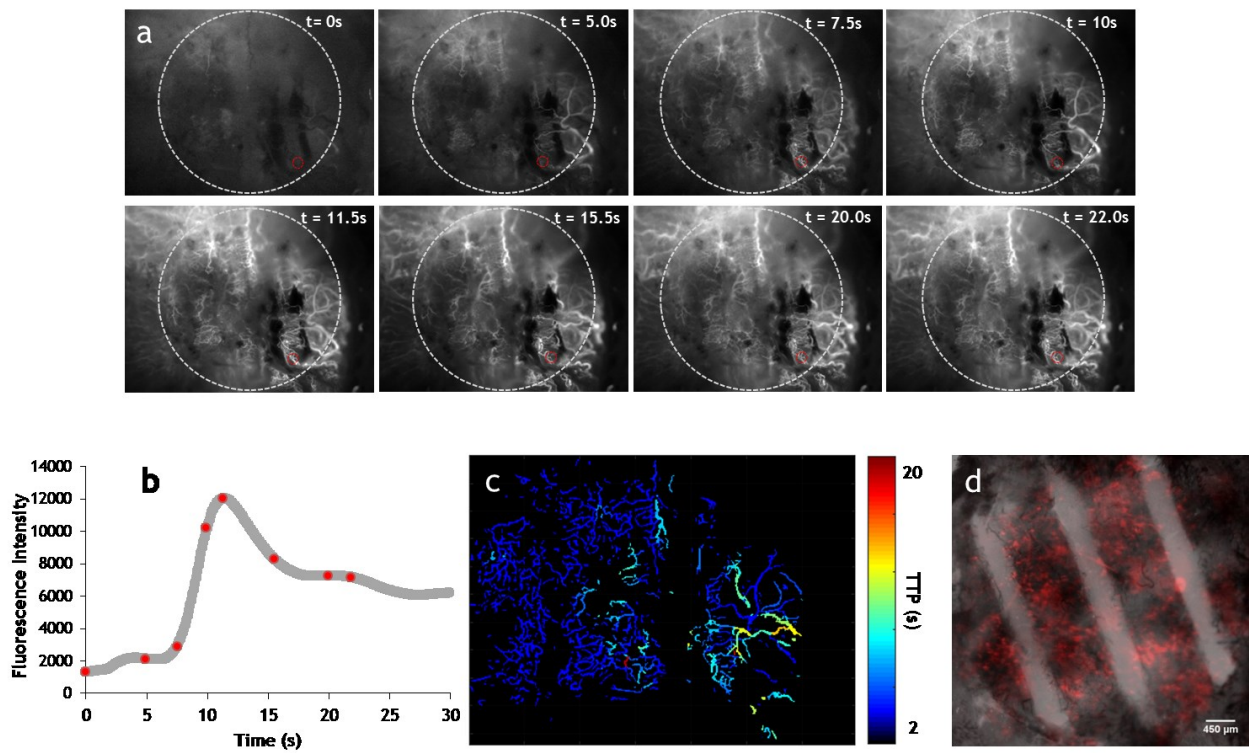 a
t = 0s
t = 5.0s
t = 7.5s
t = 10s
t = 11.5s
t = 15.5s
t = 20.0s
t = 22.0s
b
Fluorescence Intensity
14000
12000
10000
8000
6000
4000
2000
0
0 5 10 15 20 25 30
Time (s)
c
20
TTP (s)
2
d
450 µm